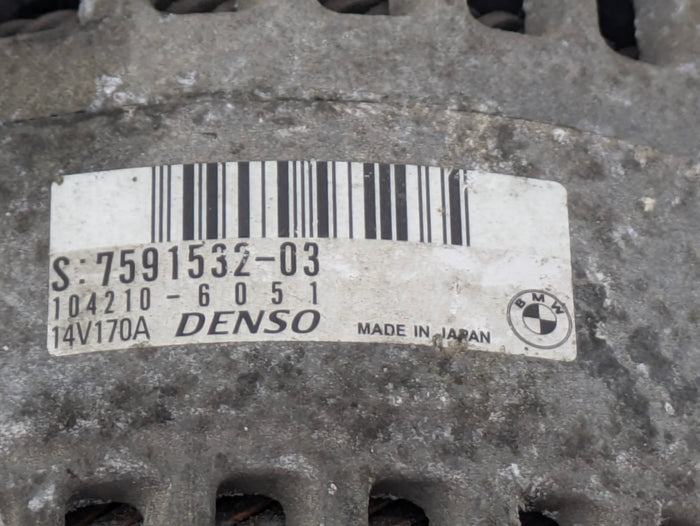 S:7591532-03
104210-6051
14V170A DENSO MADE IN JAPAN
BMW